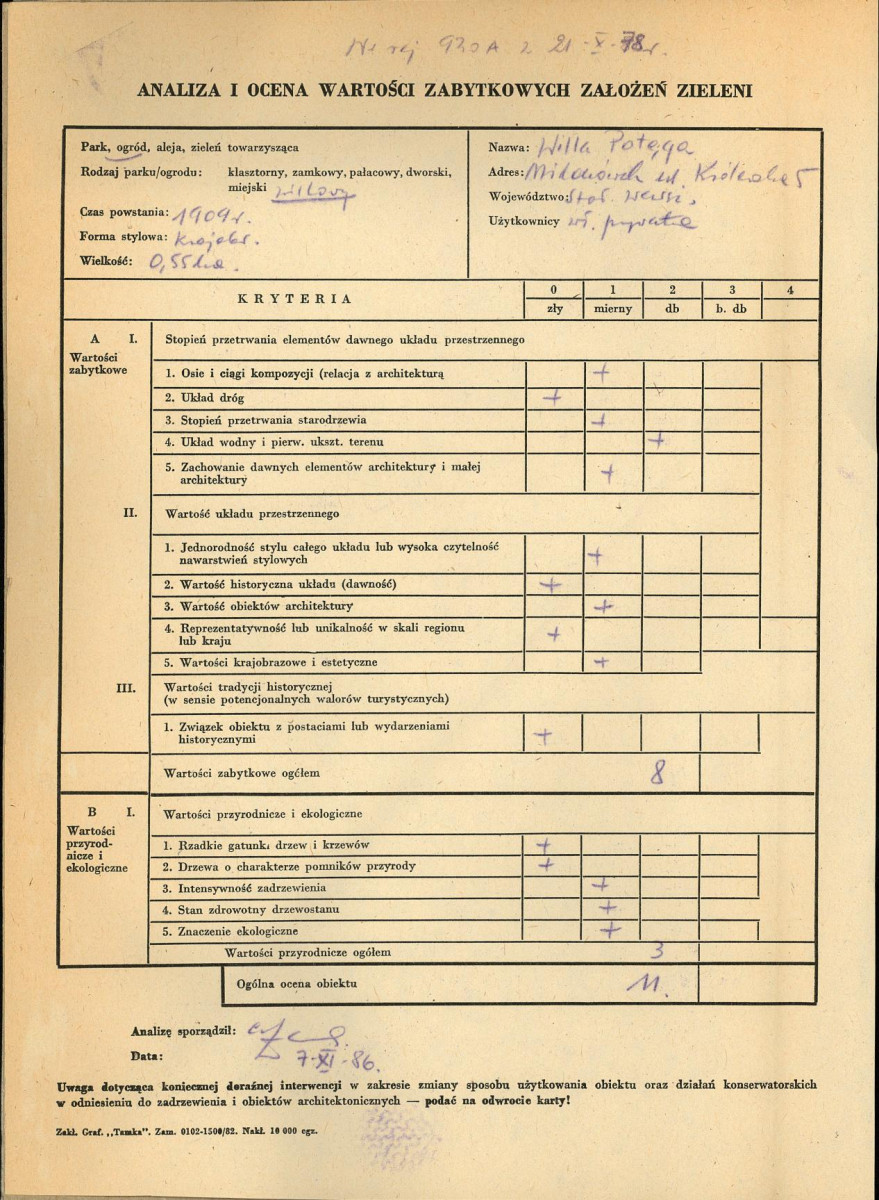 Nr rej 920 A z 21-X-78 r.
ANALIZA I OCENA WARTOŚCI ZABYTKOWYCH ZAŁOŻEŃ ZIELENI
Park, ogród, aleja, zieleń towarzysząca
Rodzaj parku/ogrodu: klasztorny, zamkowy, pałacowy, dworski,
miejski willowy
Czas powstania: 1909 r.
Forma stylowa: krajobr.
Wielkość: 0,55 ha.
Nazwa: Willa Potęga
Adres: Milanówek ul. Królewska 5
Województwo: Stoł. Warsz.
Użytkownicy wł. prywatna
KRYTERIA
0 1 2 3 4
zły mierny db b. db
A I. Stopień przetrwania elementów dawnego układu przestrzennego
Wartości
zabytkowe
1. Osie i ciągi kompozycji (relacja z architekturą +
2. Układ dróg +
3. Stopień przetrwania starodrzewia +
4. Układ wodny i pierw. ukszt. terenu +
5. Zachowanie dawnych elementów architektury i małej
architektury +
II. Wartość układu przestrzennego
1. Jednorodność stylu całego układu lub wysoka czytelność
nawarstwień stylowych +
2. Wartość historyczna układu (dawność) +
3. Wartość obiektów architektury +
4. Reprezentatywność lub unikalność w skali regionu
lub kraju +
5. Wartości krajobrazowe i estetyczne +
III. Wartości tradycji historycznej
(w sensie potencjonalnych walorów turystycznych)
1. Związek obiektu z postaciami lub wydarzeniami
historycznymi +
Wartości zabytkowe ogółem 8
B I. Wartości przyrodnicze i ekologiczne
Wartości
przyrod-
nicze i
ekologiczne
1. Rzadkie gatunki drzew i krzewów +
2. Drzewa o charakterze pomników przyrody +
3. Intensywność zadrzewienia +
4. Stan zdrowotny drzewostanu +
5. Znaczenie ekologiczne +
Wartości przyrodnicze ogółem 3
Ogólna ocena obiektu 11.
Analizę sporządził:
Data: 7-XI-86.
Uwaga dotycząca koniecznej doraźnej interwencji w zakresie zmiany sposobu użytkowania obiektu oraz działań konserwatorskich
w odniesieniu do zadrzewienia i obiektów architektonicznych — podać na odwrocie karty!
Zakł. Graf. „Tamka". Zam. 0102-1500/82. Nakł. 10 000 egz.